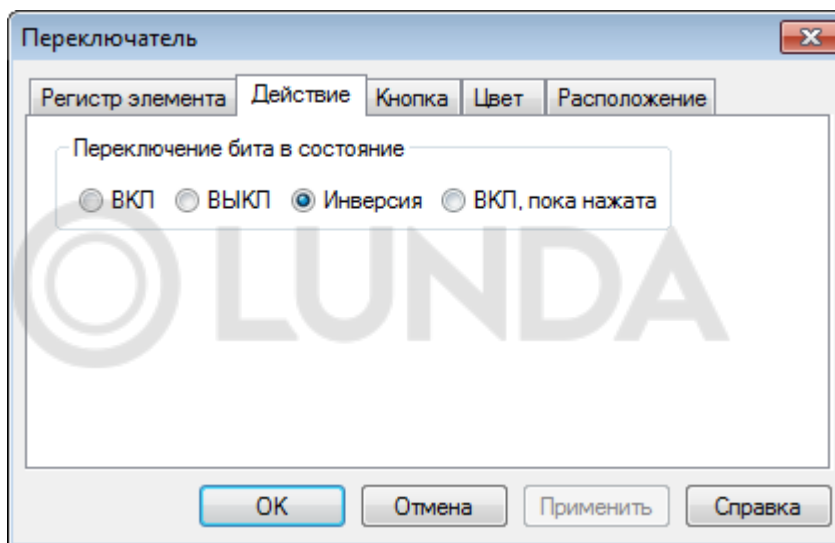 Переключатель
Регистр элемента Действие Кнопка Цвет Расположение
Переключение бита в состояние
ВКЛ ВЫКЛ Инверсия ВКЛ, пока нажата
LUNDA
OK Отмена Применить Справка